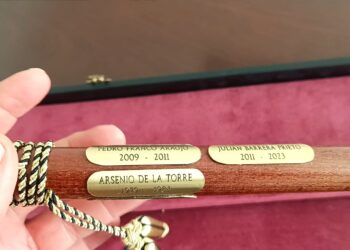 PEDRO FRANCO ARAUJO
2009 - 2011
JULIAN BARRERA PRIETO
2011 - 2023
ARSENIO DE LA TORRE